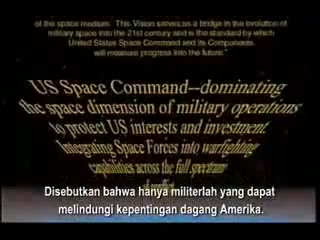 of the space medium. This Vision serves as a bridge in the evolution of
military space into the 21st century and is the standard by which
United States Space Command and its Components
will measure progress into the future."
US Space Command--dominating
the space dimension of military operations
to protect US interests and investment.
Integrating Space Forces into warfighting
capabilities across the full spectrum
of conflict.
Disebutkan bahwa hanya militerlah yang dapat
melindungi kepentingan dagang Amerika.